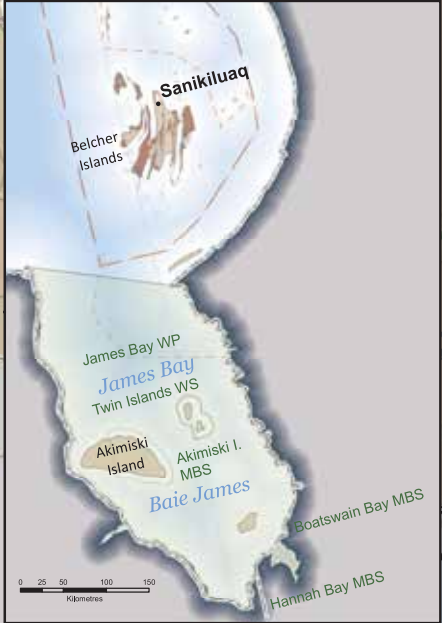 Sanikiluaq
Belcher
Islands
James Bay WP
James Bay
Twin Islands WS
Akimiski
Island
Akimiski I.
MBS
Baie James
Boatswain Bay MBS
Hannah Bay MBS
0 25 50 100 150
Kilometres